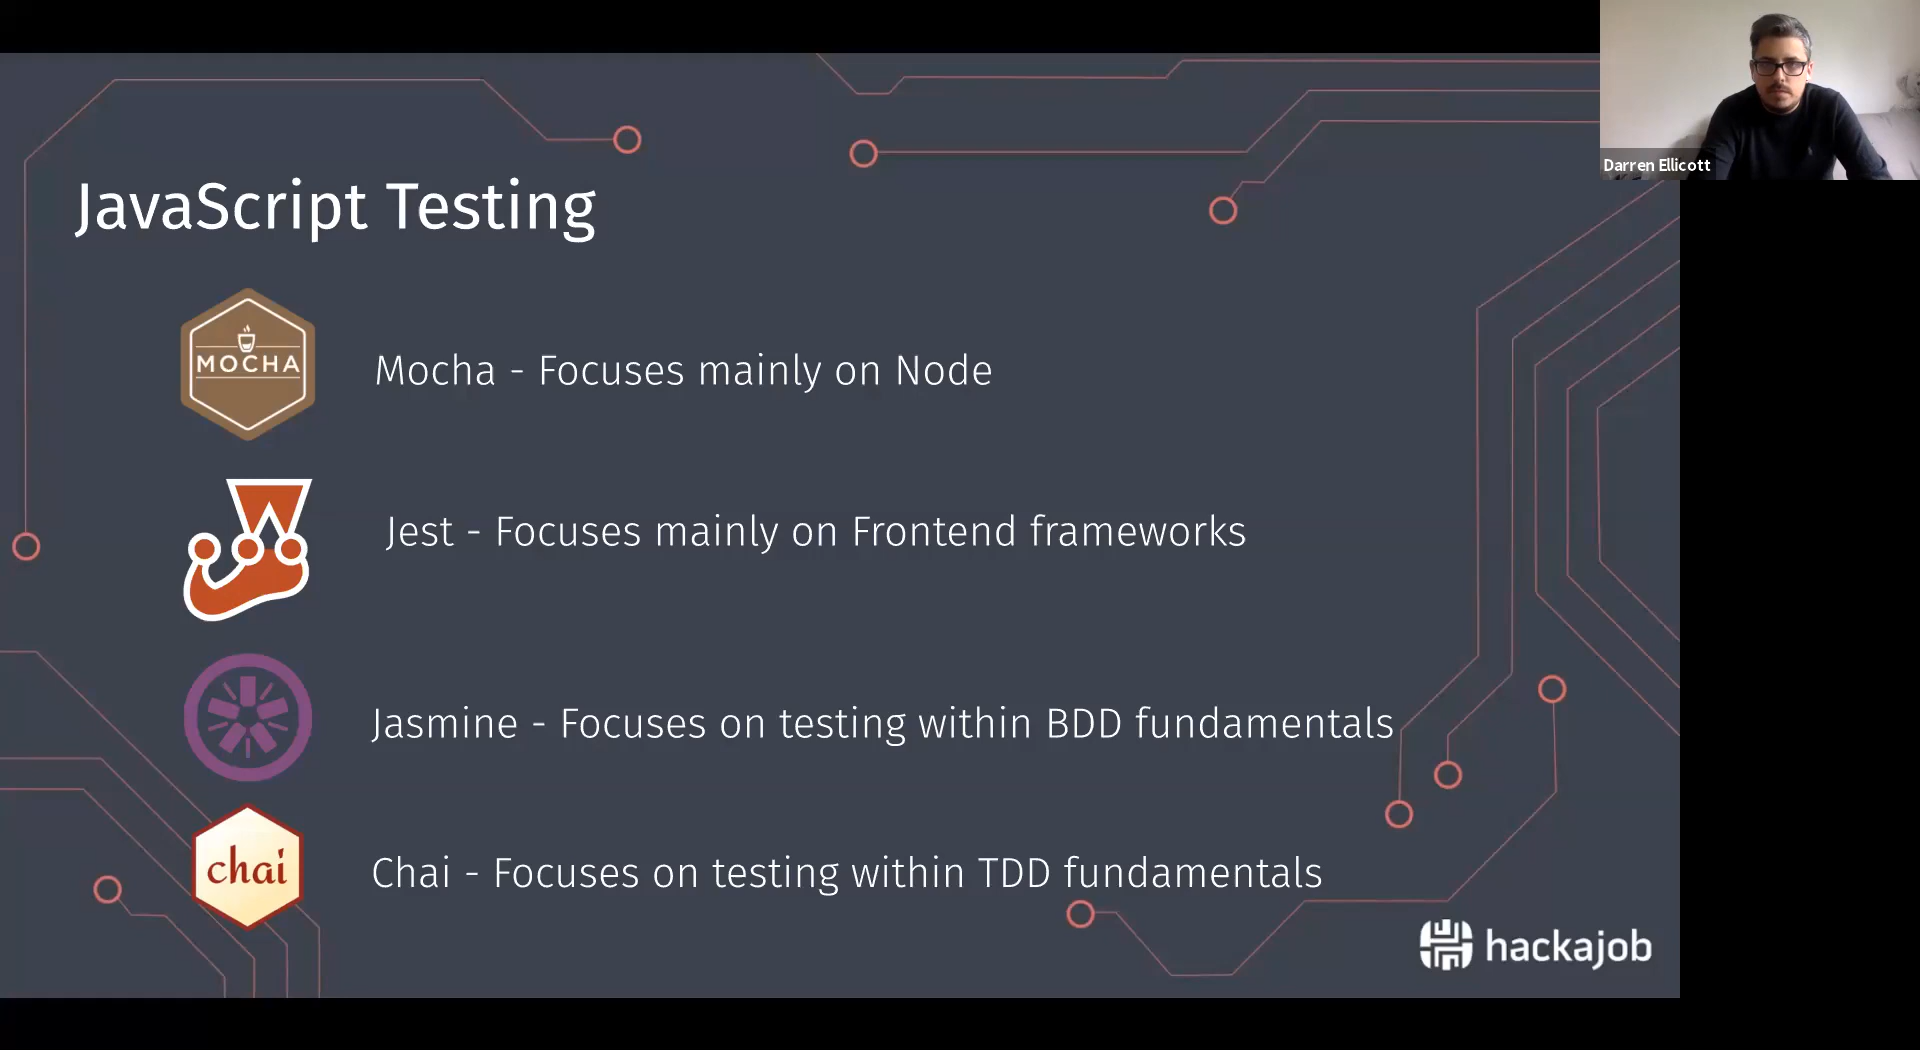 Darren Ellicott
JavaScript Testing
MOCHA
Mocha - Focuses mainly on Node
Jest - Focuses mainly on Frontend frameworks
Jasmine - Focuses on testing within BDD fundamentals
chai
Chai - Focuses on testing within TDD fundamentals
hackajob